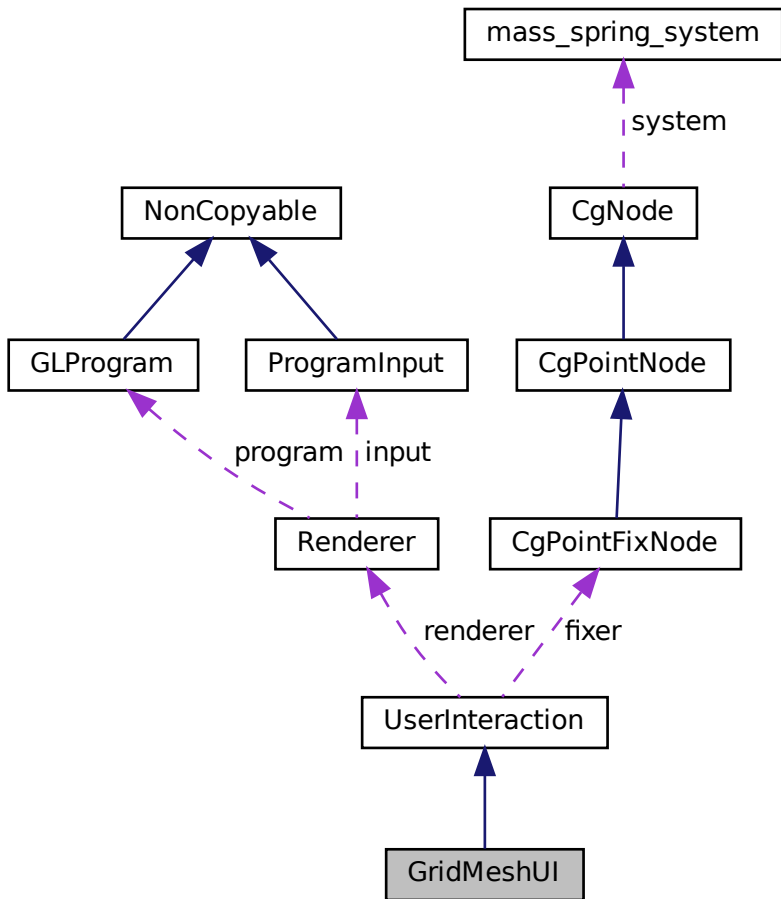 mass_spring_system
system
NonCopyable
CgNode
GLProgram
ProgramInput
CgPointNode
program
input
Renderer
CgPointFixNode
renderer
fixer
UserInteraction
GridMeshUI